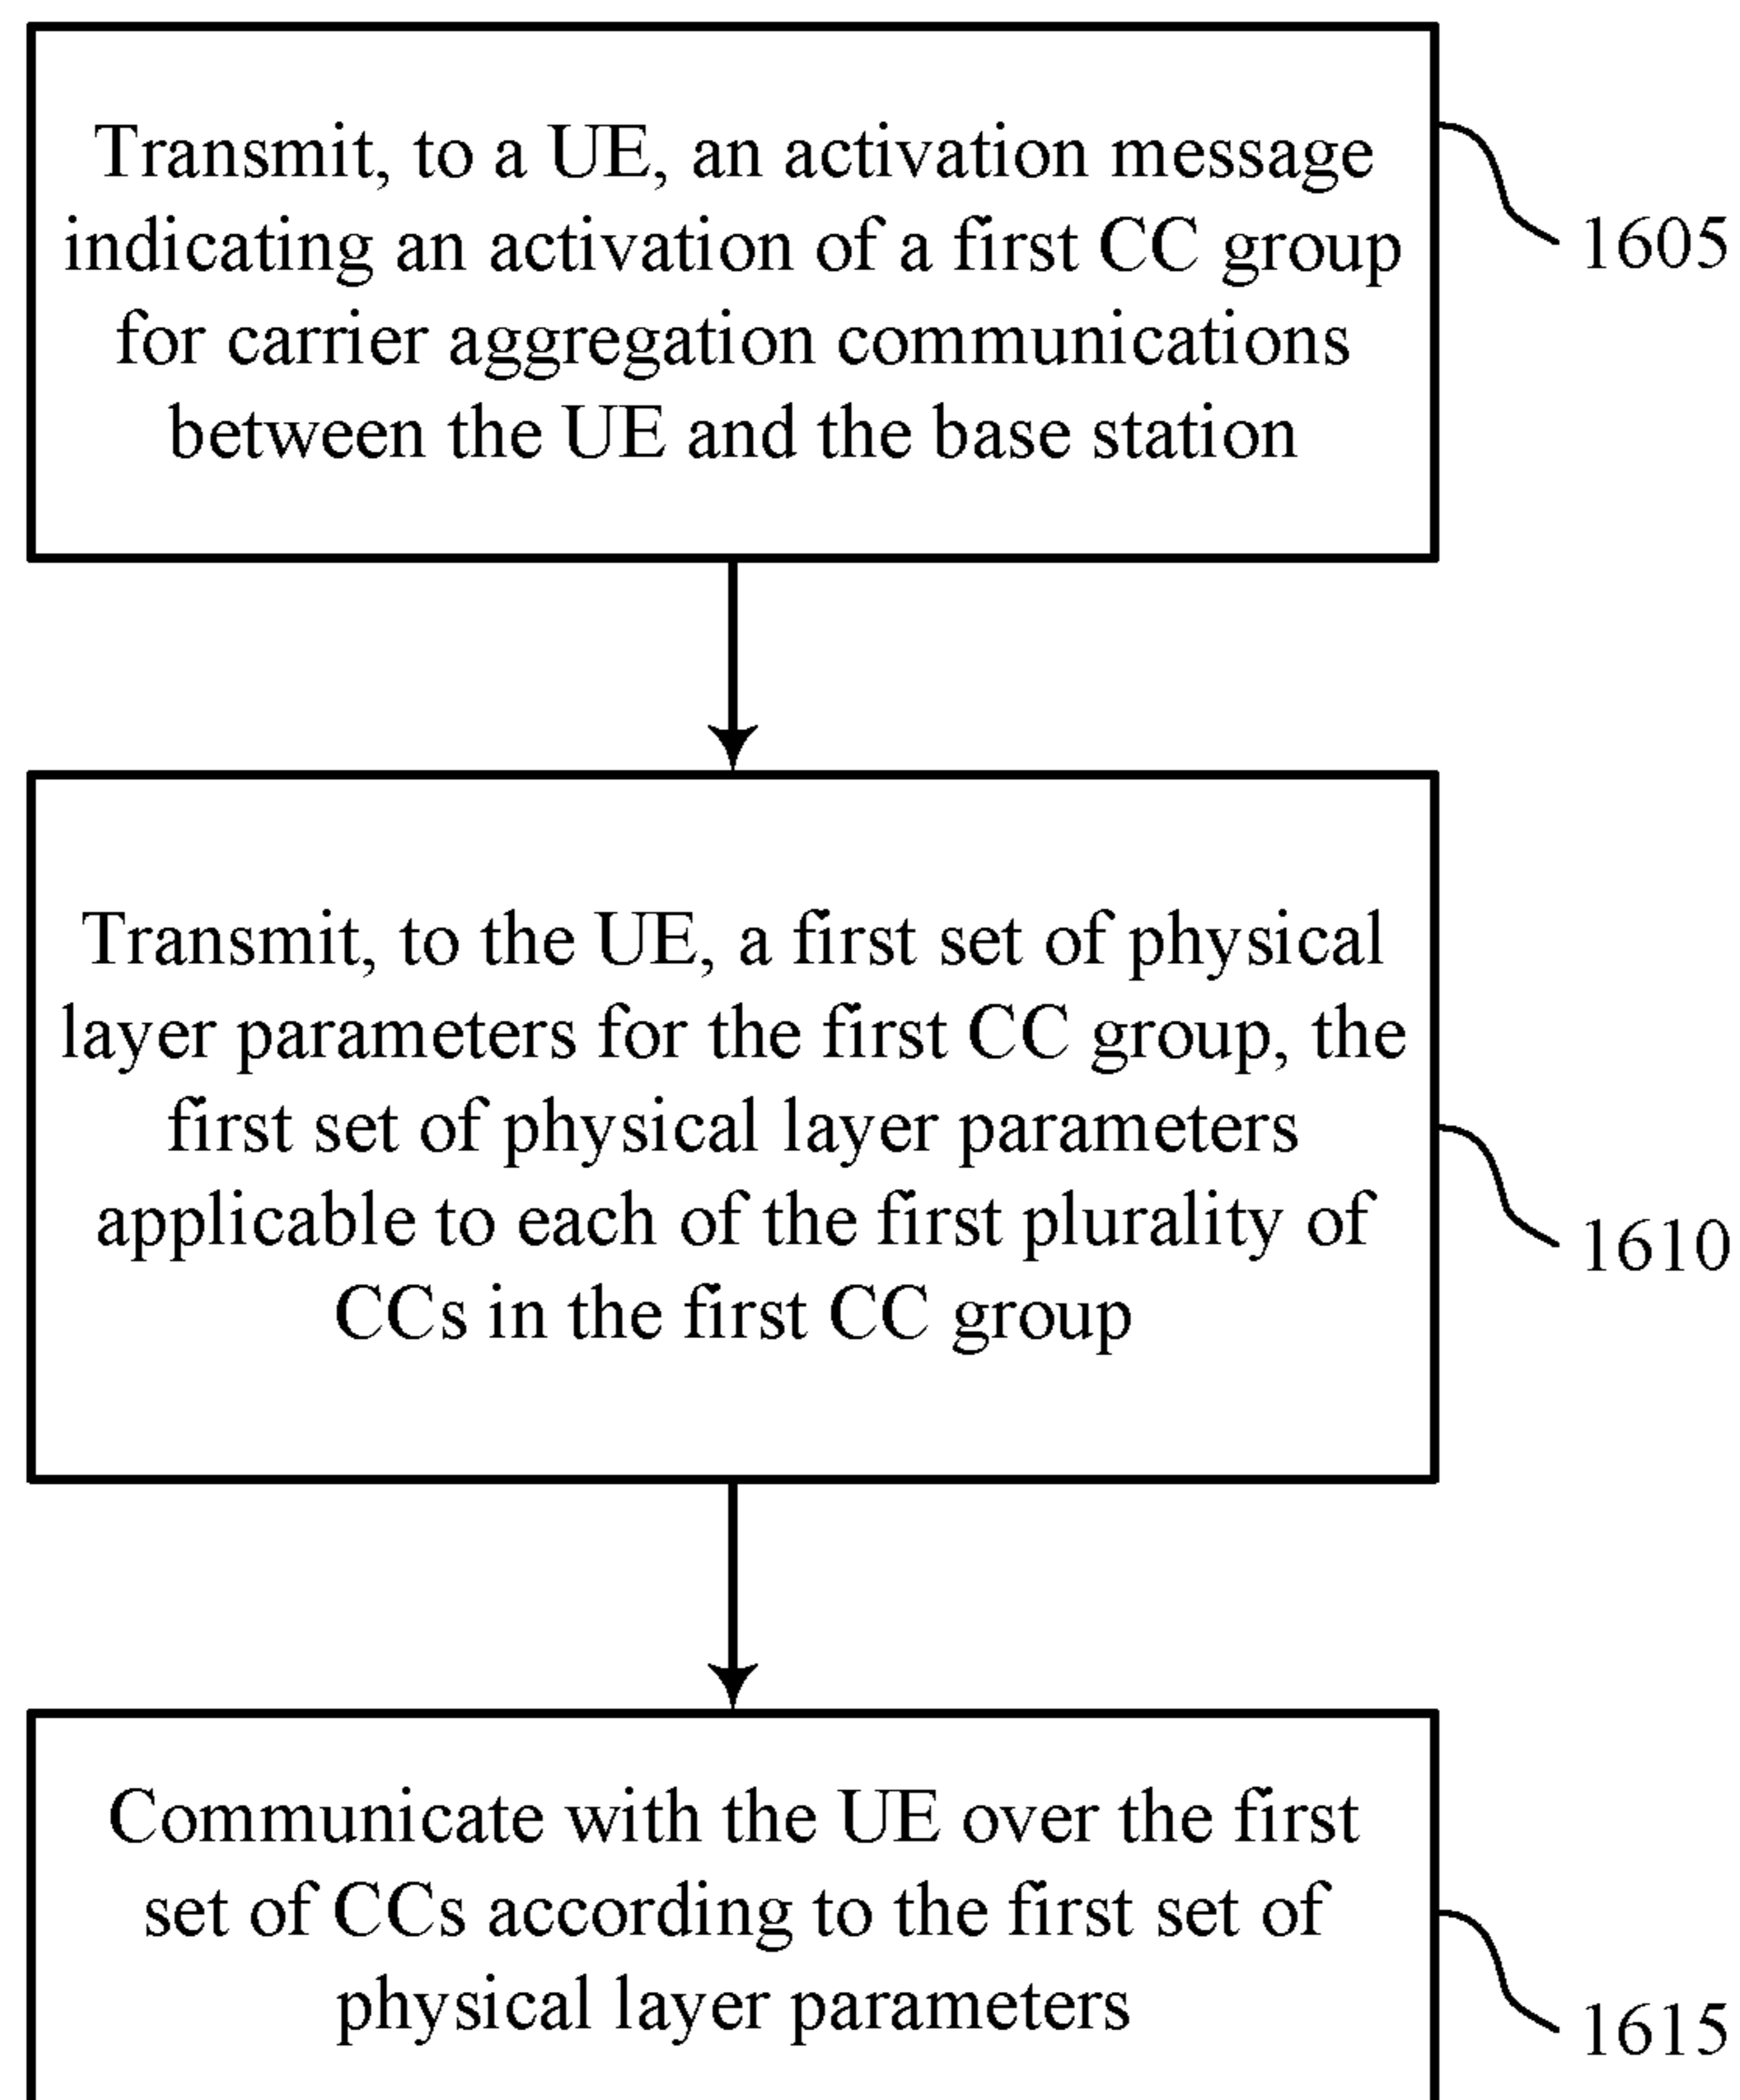 Transmit, to a UE, an activation message
indicating an activation of a first CC group
for carrier aggregation communications
between the UE and the base station
1605
Transmit, to the UE, a first set of physical
layer parameters for the first CC group, the
first set of physical layer parameters
applicable to each of the first plurality of
CCs in the first CC group
1610
Communicate with the UE over the first
set of CCs according to the first set of
physical layer parameters
1615